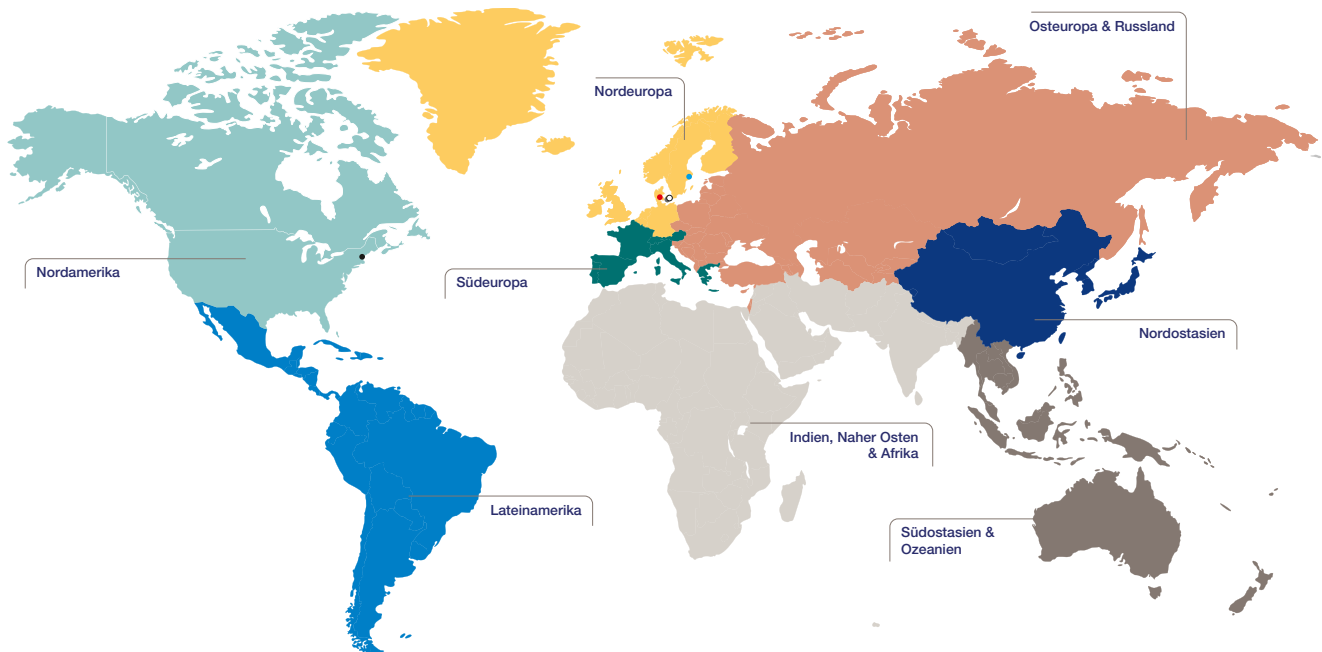 Osteuropa & Russland
Nordeuropa
Nordamerika
Südeuropa
Nordostasien
Indien, Naher Osten
& Afrika
Lateinamerika
Südostasien &
Ozeanien